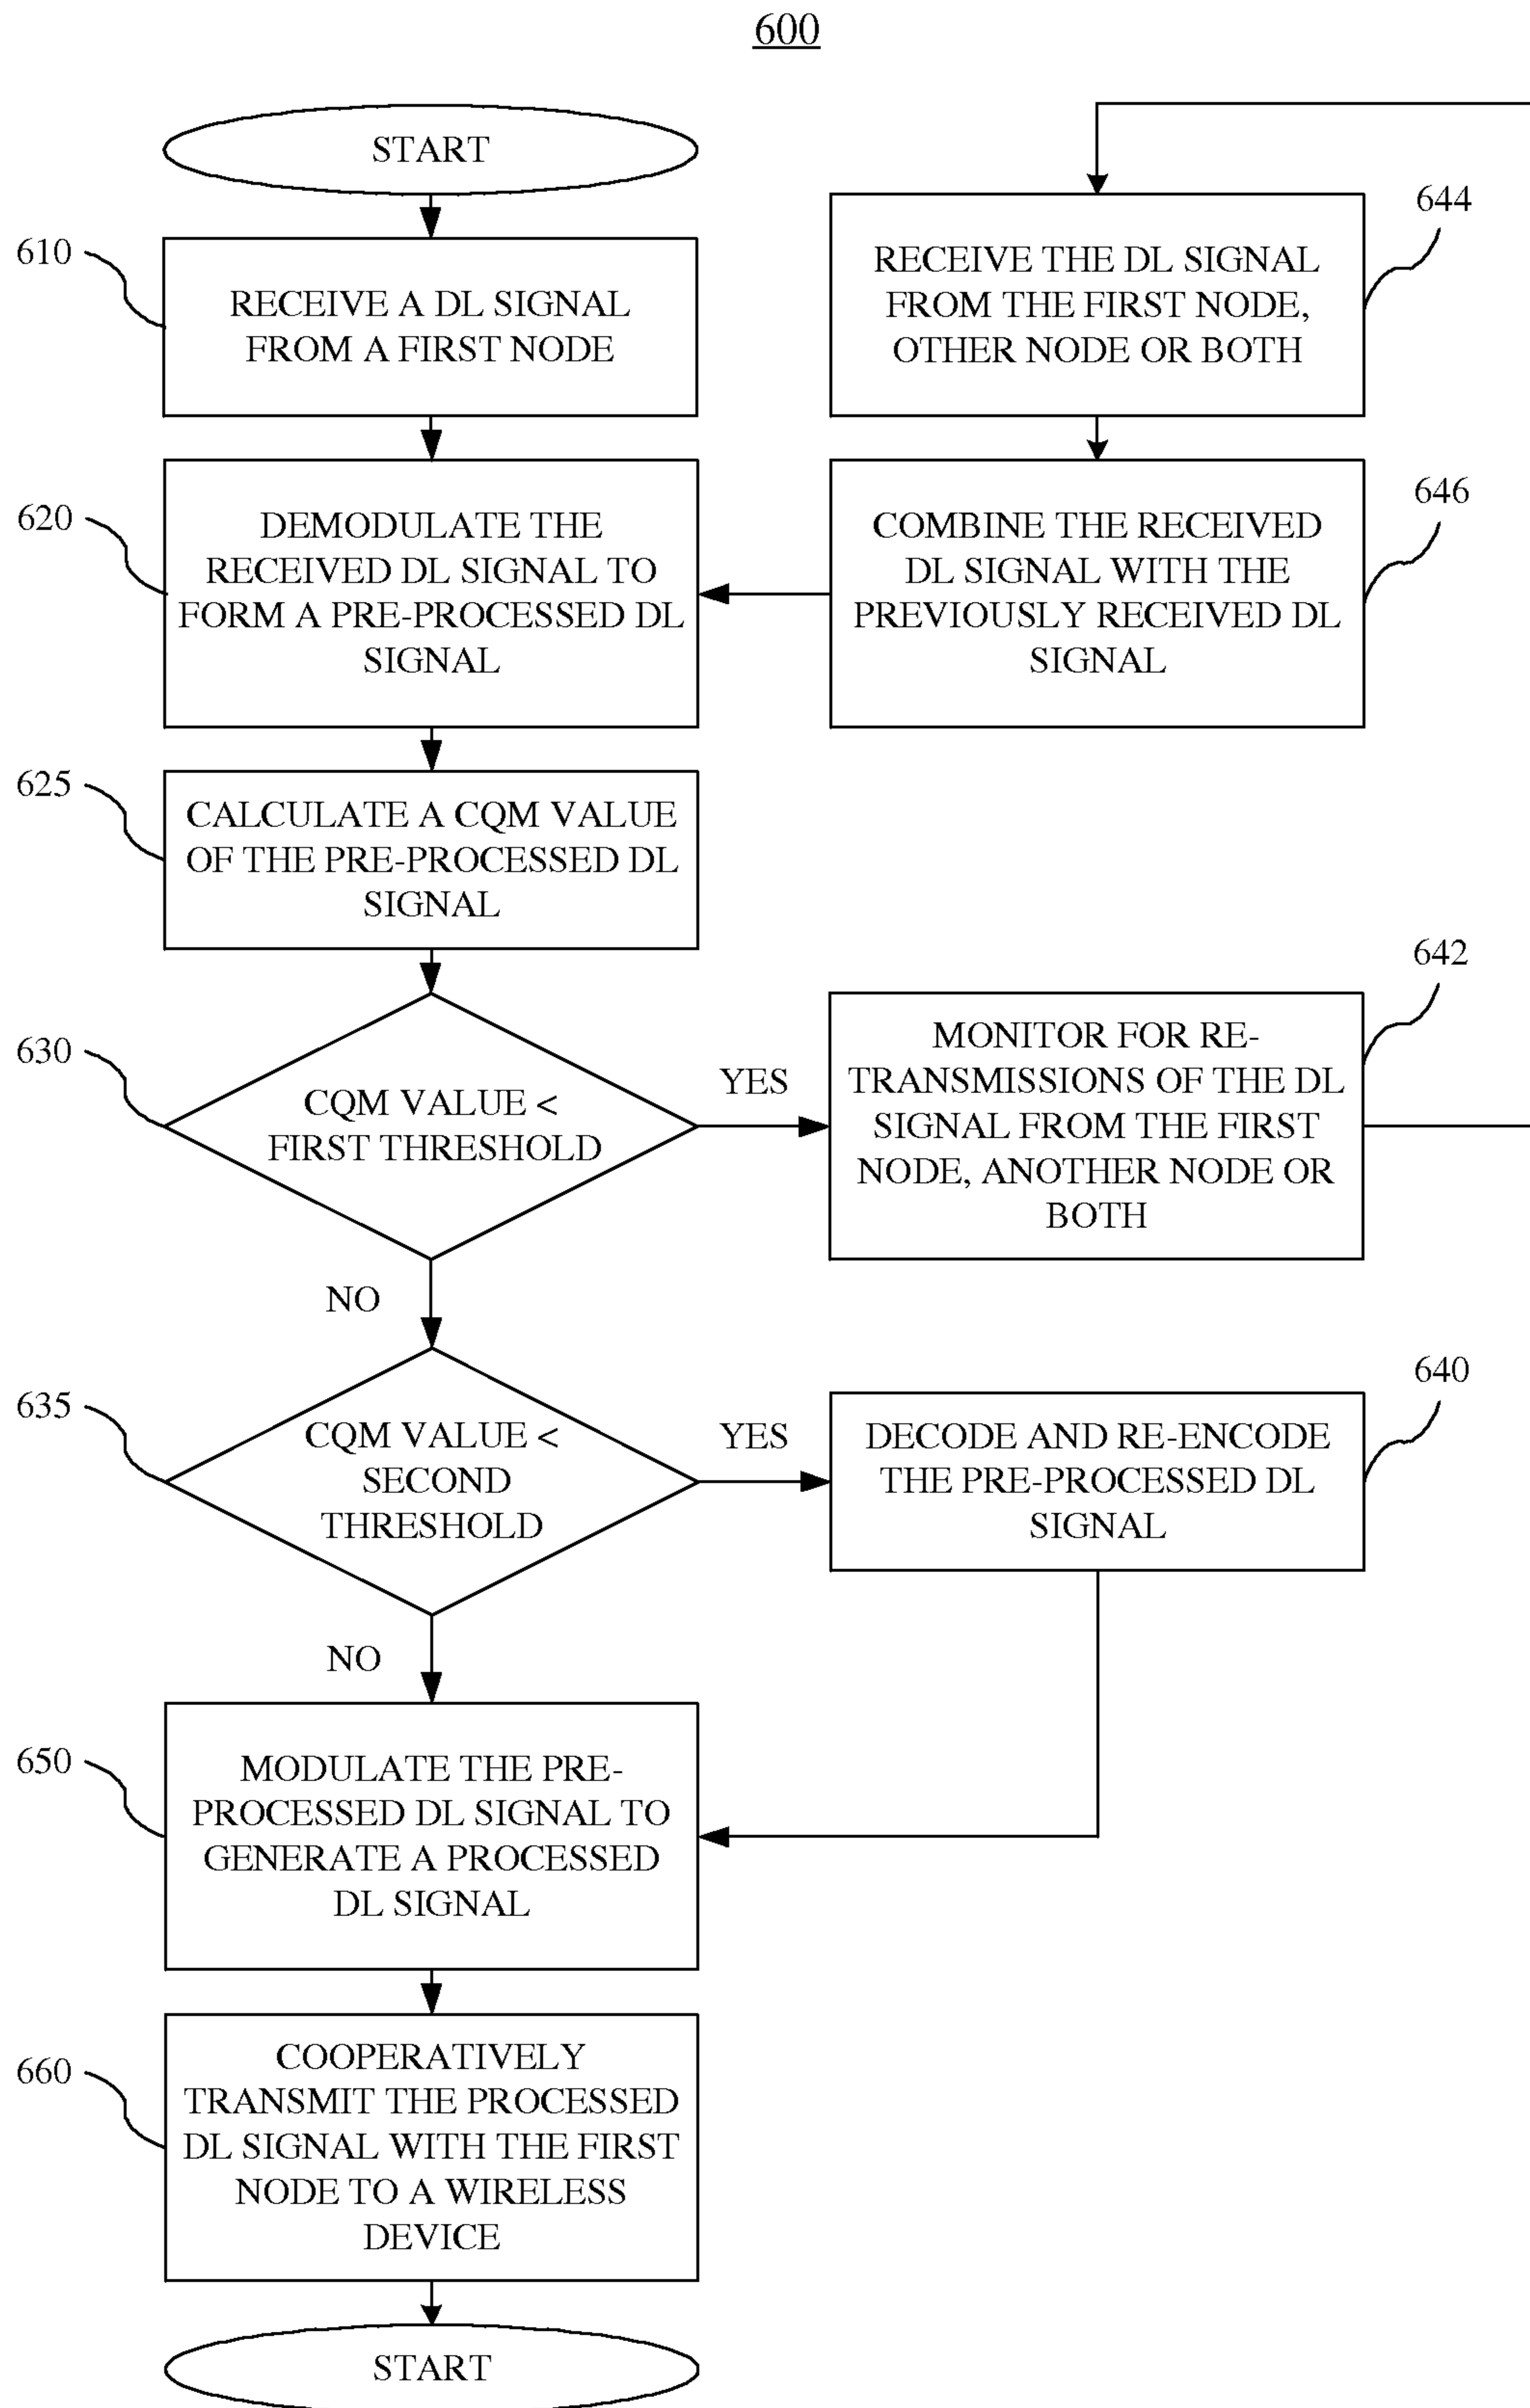 600
START
610
RECEIVE A DL SIGNAL
FROM A FIRST NODE
644
RECEIVE THE DL SIGNAL
FROM THE FIRST NODE,
OTHER NODE OR BOTH
620
DEMODULATE THE
RECEIVED DL SIGNAL TO
FORM A PRE-PROCESSED DL
SIGNAL
646
COMBINE THE RECEIVED
DL SIGNAL WITH THE
PREVIOUSLY RECEIVED DL
SIGNAL
625
CALCULATE A CQM VALUE
OF THE PRE-PROCESSED DL
SIGNAL
630
CQM VALUE <
FIRST THRESHOLD
YES
642
MONITOR FOR RE-
TRANSMISSIONS OF THE DL
SIGNAL FROM THE FIRST
NODE, ANOTHER NODE OR
BOTH
NO
635
CQM VALUE <
SECOND
THRESHOLD
YES
640
DECODE AND RE-ENCODE
THE PRE-PROCESSED DL
SIGNAL
NO
650
MODULATE THE PRE-
PROCESSED DL SIGNAL TO
GENERATE A PROCESSED
DL SIGNAL
660
COOPERATIVELY
TRANSMIT THE PROCESSED
DL SIGNAL WITH THE FIRST
NODE TO A WIRELESS
DEVICE
START